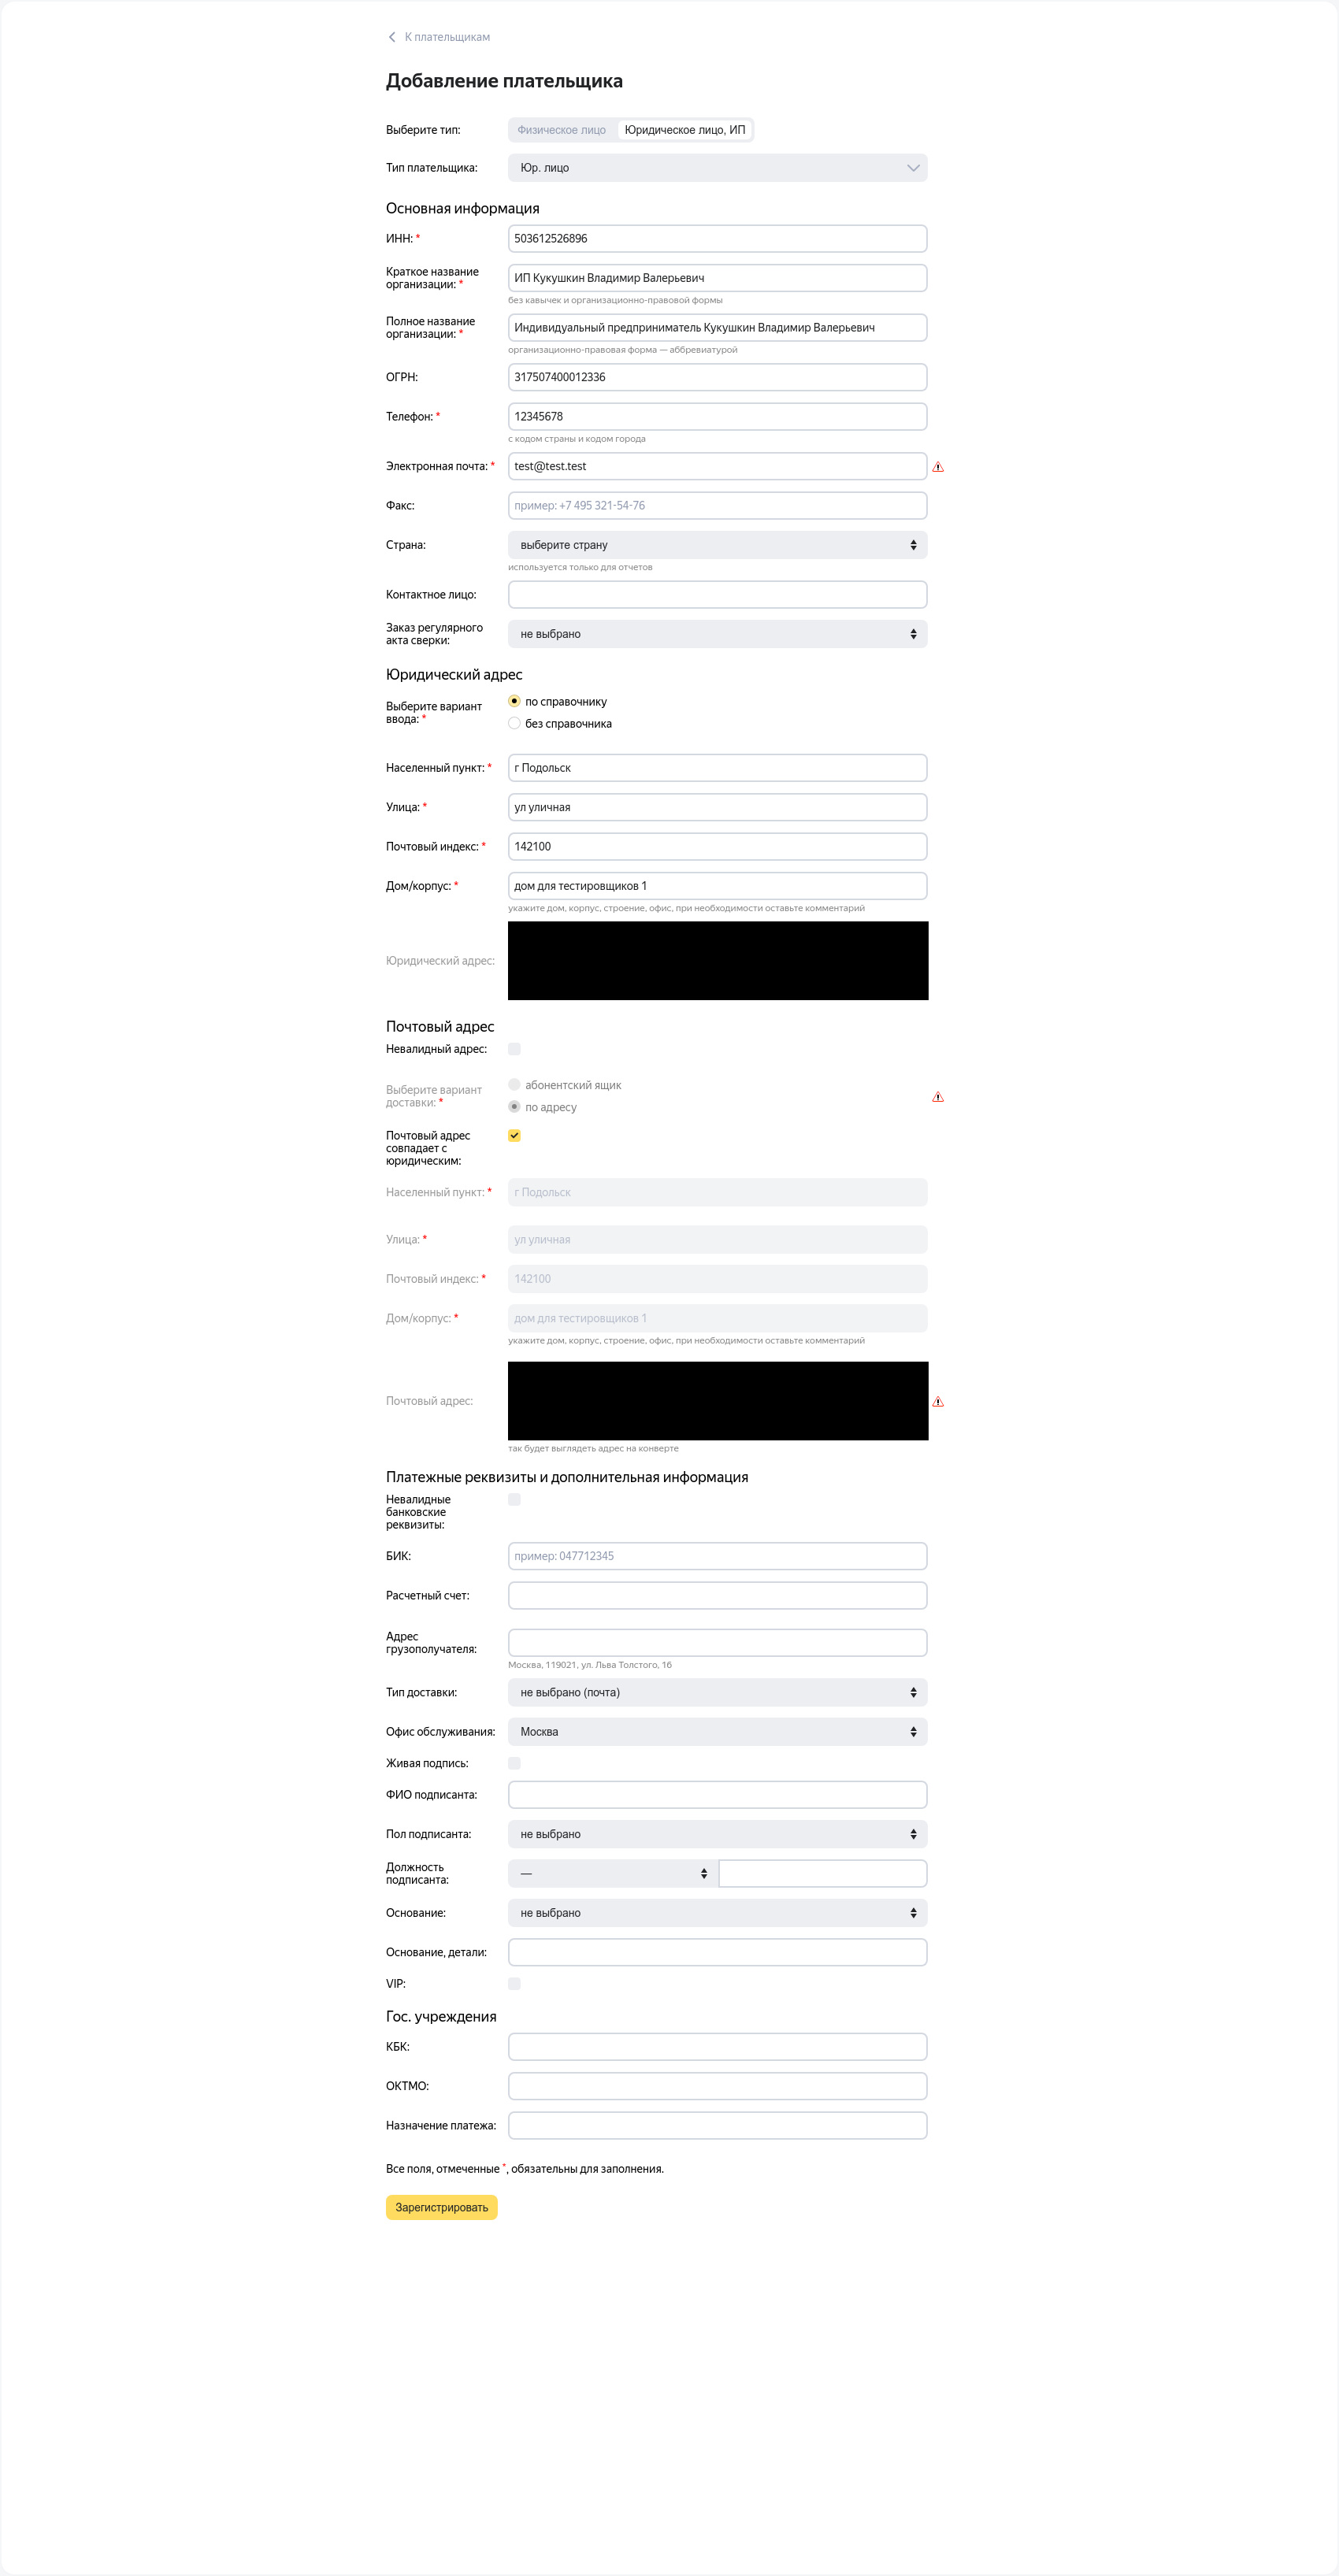 К плательщикам
Добавление плательщика
Выберите тип:
Физическое лицо Юридическое лицо, ИП
Тип плательщика:
Юр. лицо
Основная информация
ИНН: *
503612526896
Краткое название
организации: *
ИП Кукушкин Владимир Валерьевич
без кавычек и организационно-правовой формы
Полное название
организации: *
Индивидуальный предприниматель Кукушкин Владимир Валерьевич
организационно-правовая форма — аббревиатурой
ОГРН:
317507400012336
Телефон: *
12345678
с кодом страны и кодом города
Электронная почта: *
test@test.test
Факс:
пример: +7 495 321-54-76
Страна:
выберите страну
используется только для отчетов
Контактное лицо:
Заказ регулярного
акта сверки:
не выбрано
Юридический адрес
Выберите вариант
ввода: *
по справочнику
без справочника
Населенный пункт: *
г Подольск
Улица: *
ул уличная
Почтовый индекс: *
142100
Дом/корпус: *
дом для тестировщиков 1
укажите дом, корпус, строение, офис, при необходимости оставьте комментарий
Юридический адрес:
Почтовый адрес
Невалидный адрес:
Выберите вариант
доставки: *
абонентский ящик
по адресу
Почтовый адрес
совпадает с
юридическим:
Населенный пункт: *
г Подольск
Улица: *
ул уличная
Почтовый индекс: *
142100
Дом/корпус: *
дом для тестировщиков 1
укажите дом, корпус, строение, офис, при необходимости оставьте комментарий
Почтовый адрес:
так будет выглядеть адрес на конверте
Платежные реквизиты и дополнительная информация
Невалидные
банковские
реквизиты:
БИК:
пример: 047712345
Расчетный счет:
Адрес
грузополучателя:
Москва, 119021, ул. Льва Толстого, 16
Тип доставки:
не выбрано (почта)
Офис обслуживания:
Москва
Живая подпись:
ФИО подписанта:
Пол подписанта:
не выбрано
Должность
подписанта:
—
Основание:
не выбрано
Основание, детали:
VIP:
Гос. учреждения
КБК:
ОКТМО:
Назначение платежа:
Все поля, отмеченные *, обязательны для заполнения.
Зарегистрировать